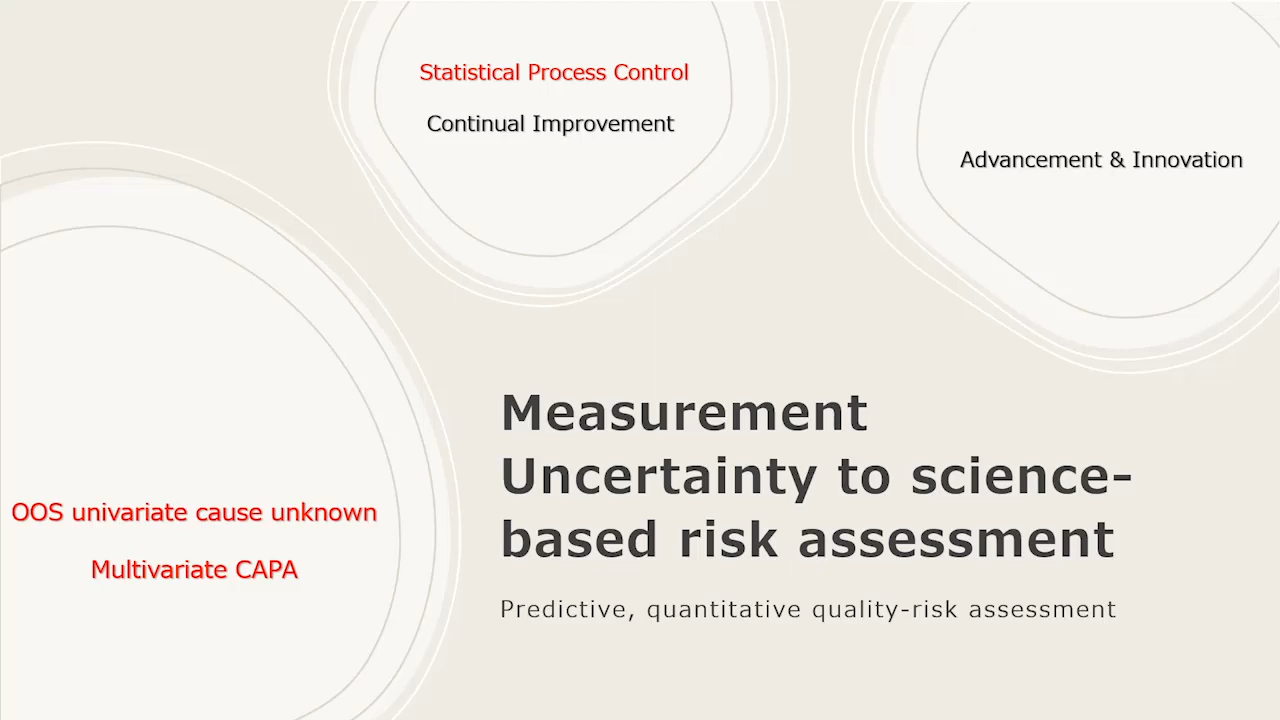 Statistical Process Control
Continual Improvement
Advancement & Innovation
OOS univariate cause unknown
Multivariate CAPA
Measurement
Uncertainty to science-
based risk assessment
Predictive, quantitative quality-risk assessment